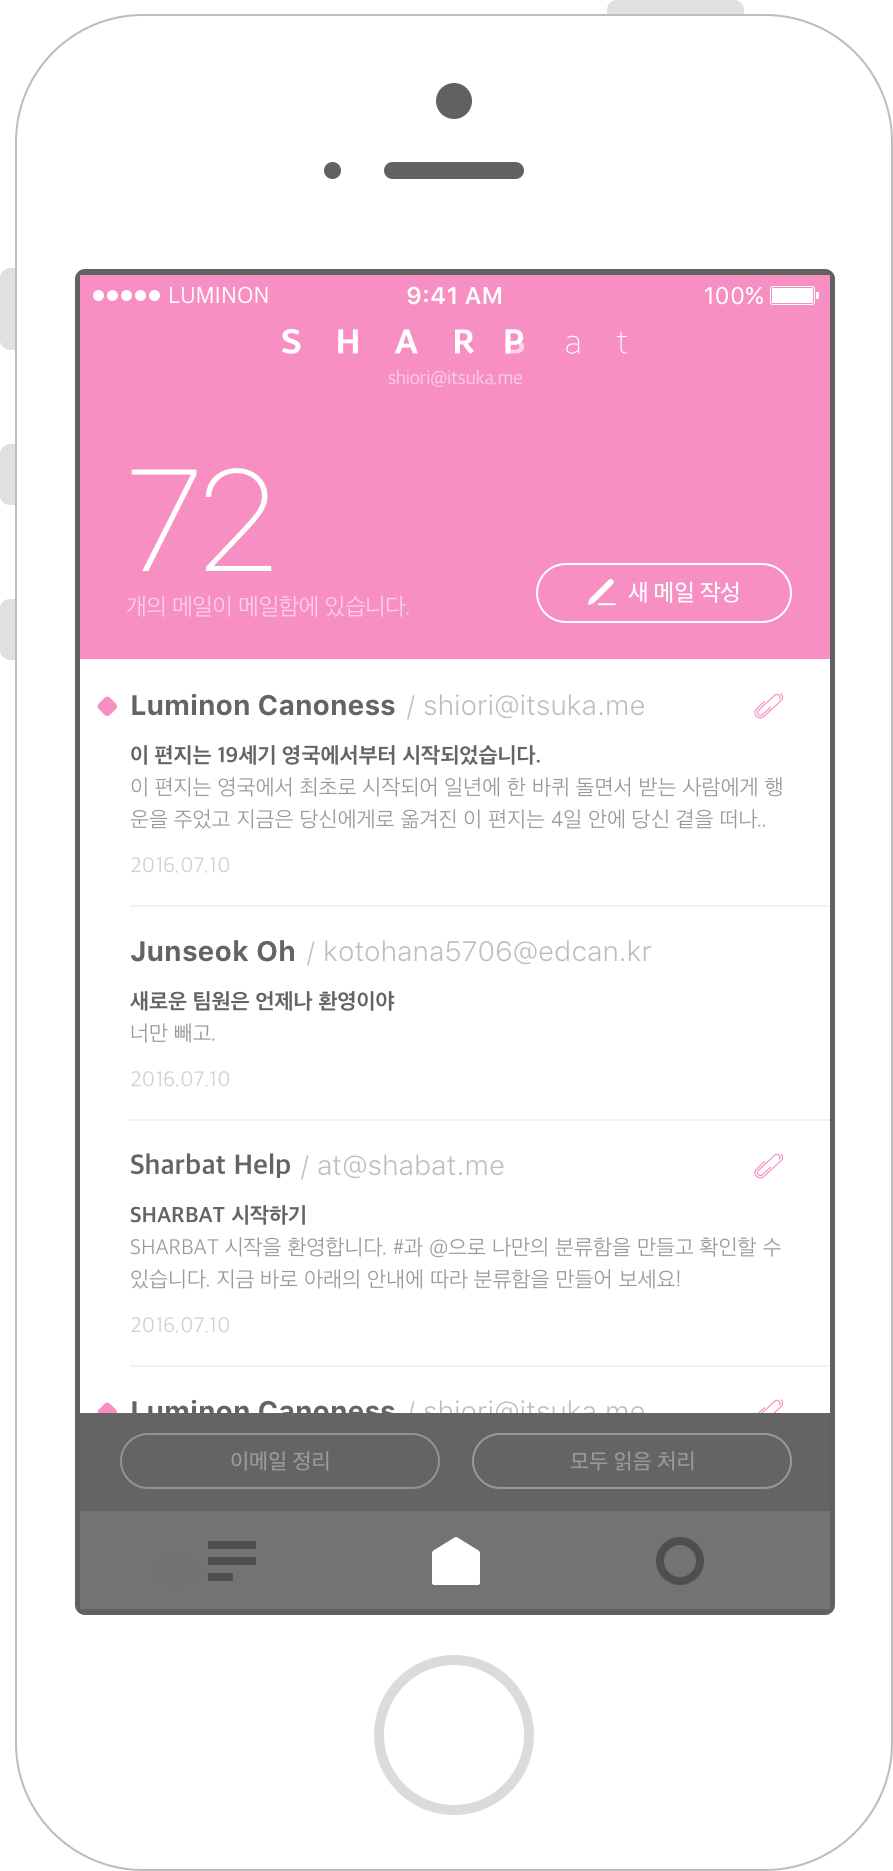 LUMINON 9:41 AM 100%
S H A R B a t
shiori@itsuka.me
72
개의 메일이 메일함에 있습니다.
새 메일 작성
Luminon Canoness / shiori@itsuka.me
이 편지는 19세기 영국에서부터 시작되었습니다.
이 편지는 영국에서 최초로 시작되어 일년에 한 바퀴 돌면서 받는 사람에게 행
운을 주었고 지금은 당신에게로 옮겨진 이 편지는 4일 안에 당신 곁을 떠나..
2016.07.10
Junseok Oh / kotohana5706@edcan.kr
새로운 팀원은 언제나 환영이야
너만 빼고.
2016.07.10
Sharbat Help / at@shabat.me
SHARBAT 시작하기
SHARBAT 시작을 환영합니다. #과 @으로 나만의 분류함을 만들고 확인할 수
있습니다. 지금 바로 아래의 안내에 따라 분류함을 만들어 보세요!
2016.07.10
Luminon Canoness / shiori@itsuka.me
이메일 정리 모두 읽음 처리